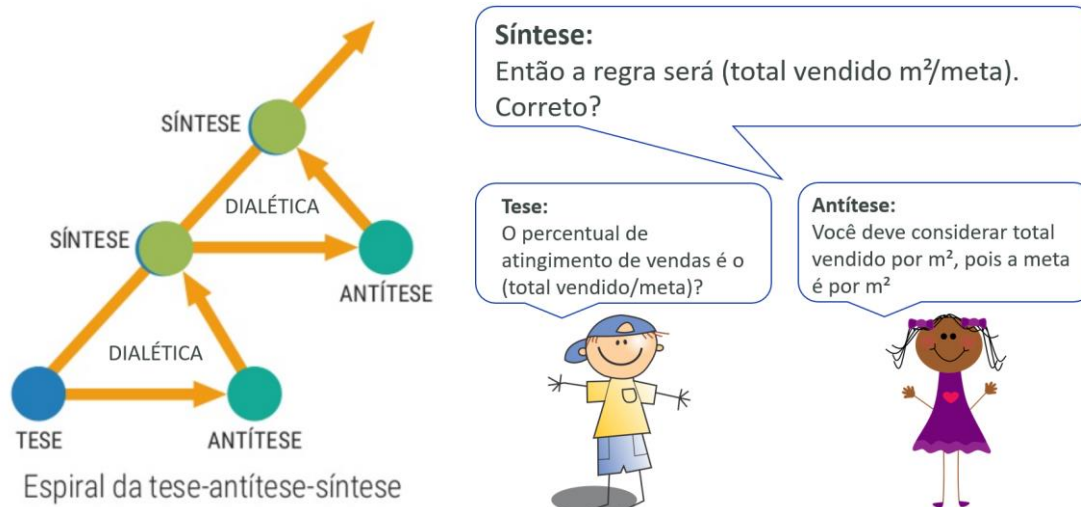 SÍNTESE
DIALÉTICA
SÍNTESE
ANTÍTESE
DIALÉTICA
TESE
ANTÍTESE
Espiral da tese-antítese-síntese
Síntese:
Então a regra será (total vendido m²/meta).
Correto?
Tese:
O percentual de
atingimento de vendas é o
(total vendido/meta)?
Antítese:
Você deve considerar total
vendido por m², pois a meta
é por m²